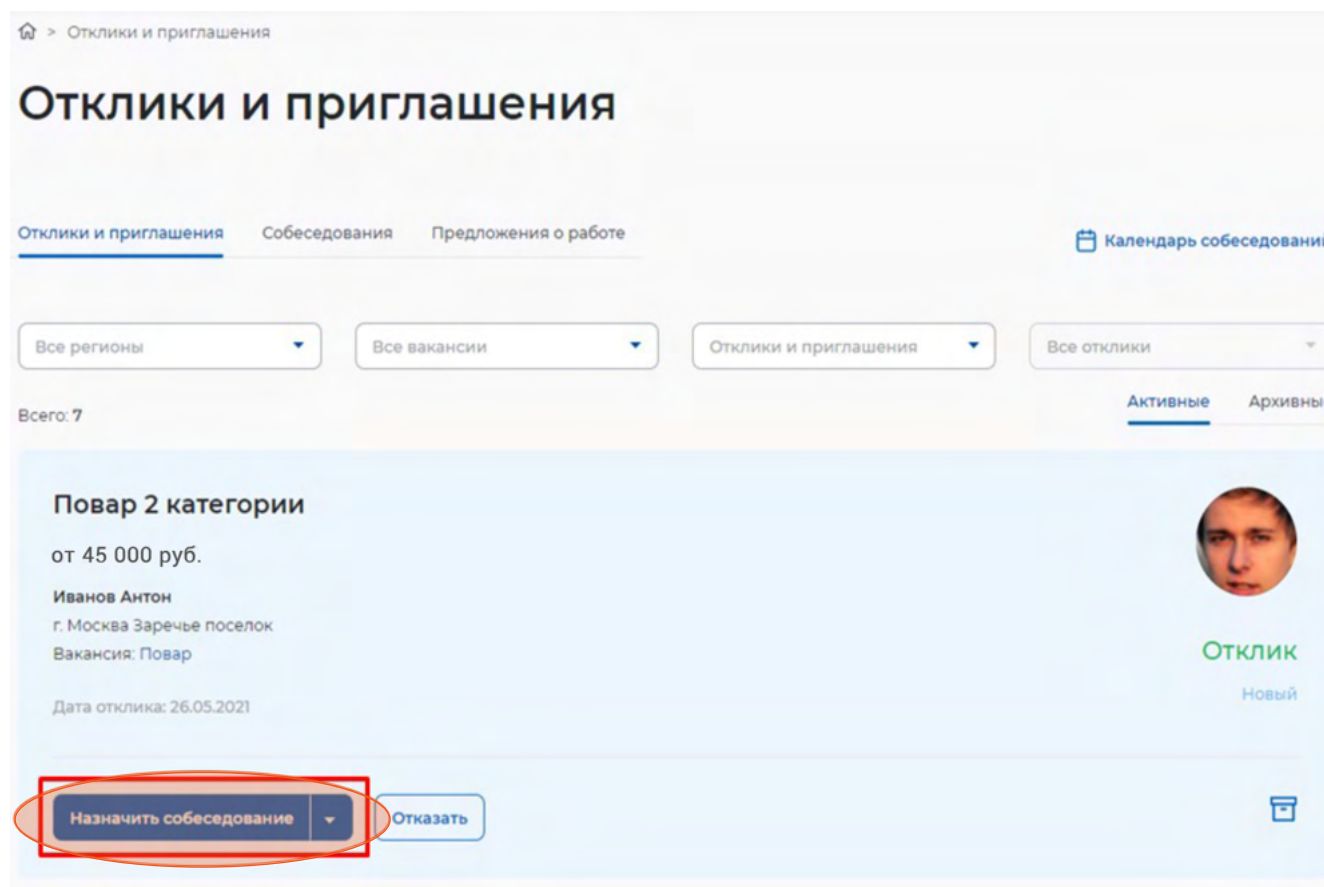 > Отклики и приглашения
Отклики и приглашения
Отклики и приглашения Собеседования Предложения о работе
Календарь собеседований
Все регионы Все вакансии Отклики и приглашения Все отклики
Всего: 7
Активные Архивны
Повар 2 категории
от 45 000 руб.
Иванов Антон
г. Москва Заречье поселок
Вакансия: Повар
Дата отклика: 26.05.2021
Отклик
Новый
Назначить собеседование Отказать